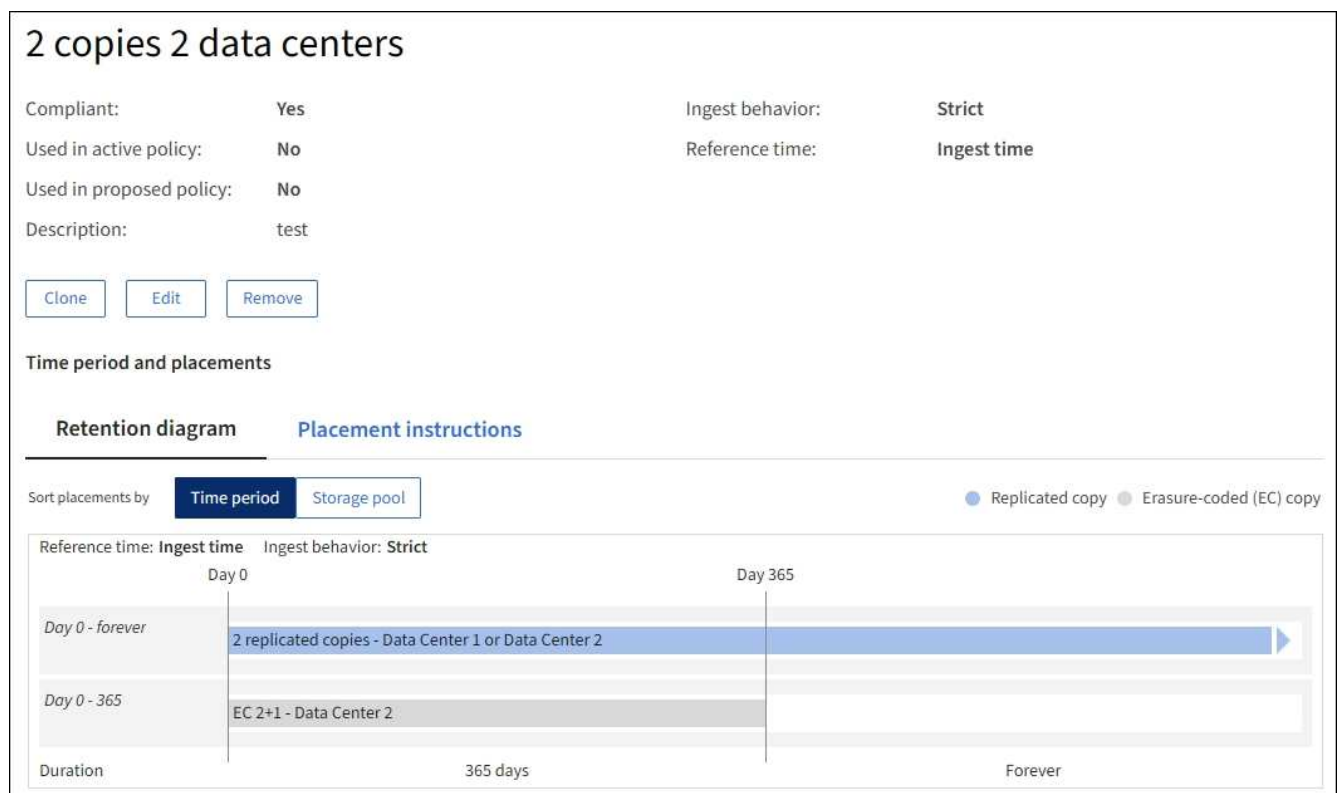 2 copies 2 data centers
Compliant: Yes Ingest behavior: Strict
Used in active policy: No Reference time: Ingest time
Used in proposed policy: No
Description: test
Clone Edit Remove
Time period and placements
Retention diagram Placement instructions
Sort placements by Time period Storage pool Replicated copy Erasure-coded (EC) copy
Reference time: Ingest time Ingest behavior: Strict
Day 0 Day 365
Day 0 - forever 2 replicated copies - Data Center 1 or Data Center 2
Day 0 - 365 EC 2+1 - Data Center 2
Duration 365 days Forever